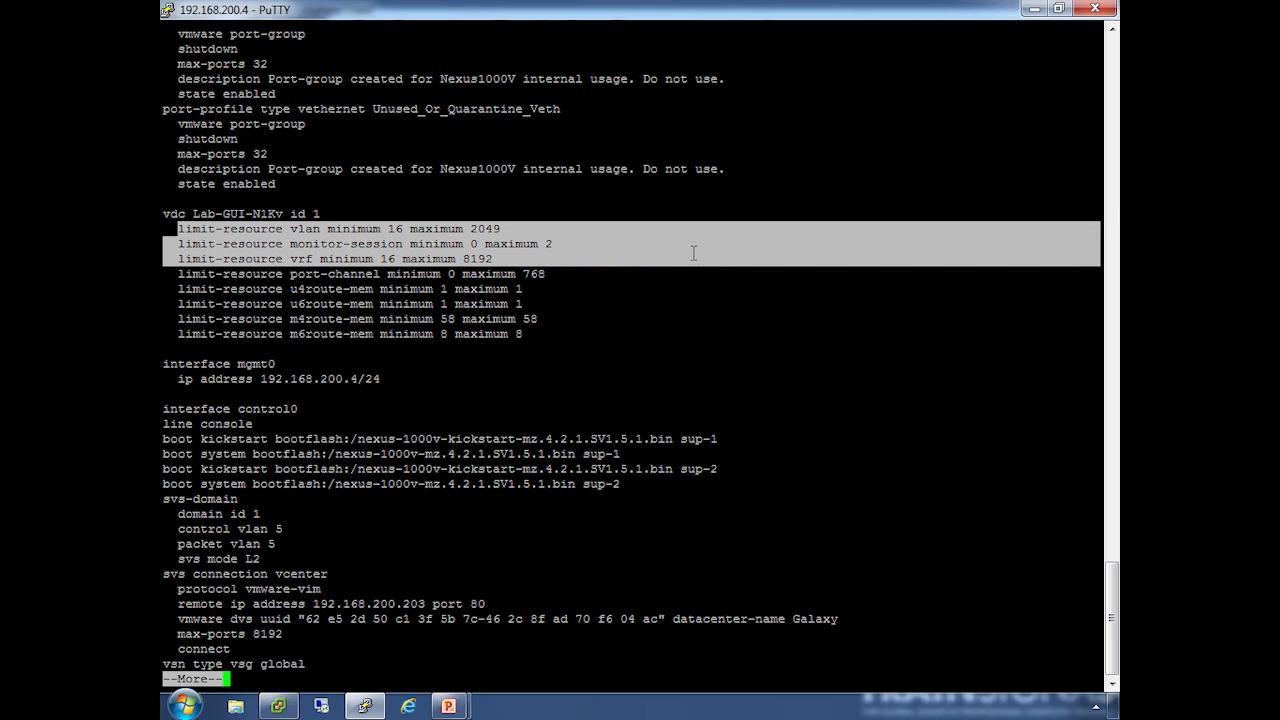 192.168.200.4 - PuTTY
vmware port-group
shutdown
max-ports 32
description Port-group created for Nexus1000V internal usage. Do not use.
state enabled
port-profile type vethernet Unused_Or_Quarantine_Veth
vmware port-group
shutdown
max-ports 32
description Port-group created for Nexus1000V internal usage. Do not use.
state enabled
vdc Lab-GUI-N1Kv id 1
limit-resource vlan minimum 16 maximum 2049
limit-resource monitor-session minimum 0 maximum 2
limit-resource vrf minimum 16 maximum 8192
limit-resource port-channel minimum 0 maximum 768
limit-resource u4route-mem minimum 1 maximum 1
limit-resource u6route-mem minimum 1 maximum 1
limit-resource m4route-mem minimum 58 maximum 58
limit-resource m6route-mem minimum 8 maximum 8
interface mgmt0
ip address 192.168.200.4/24
interface control0
line console
boot kickstart bootflash:/nexus-1000v-kickstart-mz.4.2.1.SV1.5.1.bin sup-1
boot system bootflash:/nexus-1000v-mz.4.2.1.SV1.5.1.bin sup-1
boot kickstart bootflash:/nexus-1000v-kickstart-mz.4.2.1.SV1.5.1.bin sup-2
boot system bootflash:/nexus-1000v-mz.4.2.1.SV1.5.1.bin sup-2
svs-domain
domain id 1
control vlan 5
packet vlan 5
svs mode L2
svs connection vcenter
protocol vmware-vim
remote ip address 192.168.200.203 port 80
vmware dvs uuid "62 e5 2d 50 c1 3f 5b 7c-46 2c 8f ad 70 f6 04 ac" datacenter-name Galaxy
max-ports 8192
connect
vsn type vsg global
--More--